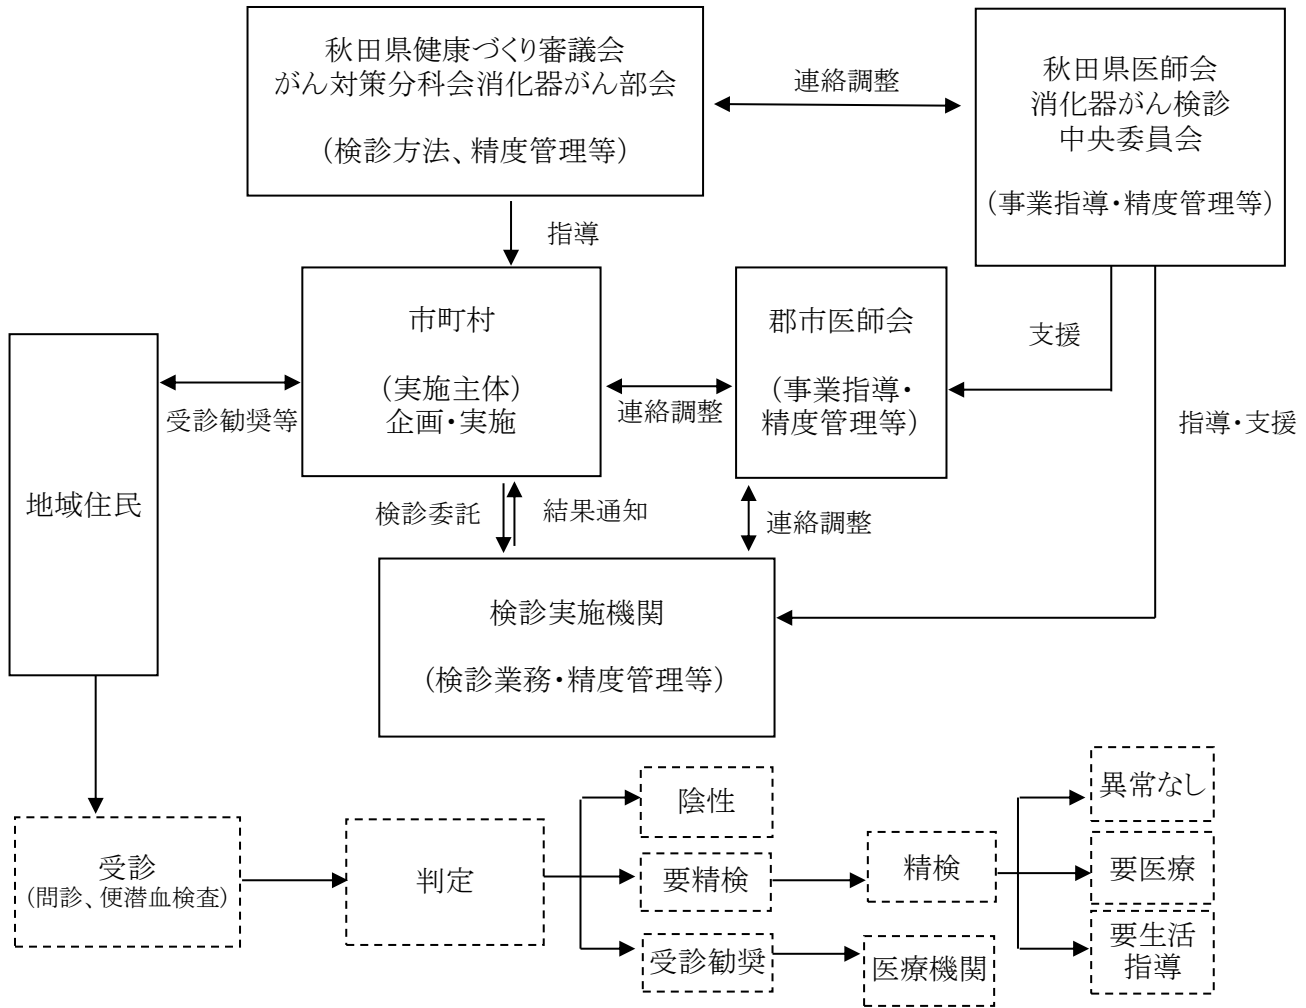 秋田県健康づくり審議会
がん対策分科会消化器がん部会
（検診方法、精度管理等）
連絡調整
秋田県医師会
消化器がん検診
中央委員会
（事業指導・精度管理等）
指導
市町村
（実施主体）
企画・実施
郡市医師会
（事業指導・
精度管理等）
支援
受診勧奨等
連絡調整
指導・支援
地域住民
検診委託
結果通知
連絡調整
検診実施機関
（検診業務・精度管理等）
受診
（問診、便潜血検査）
判定
陰性
要精検
受診勧奨
精検
医療機関
異常なし
要医療
要生活
指導